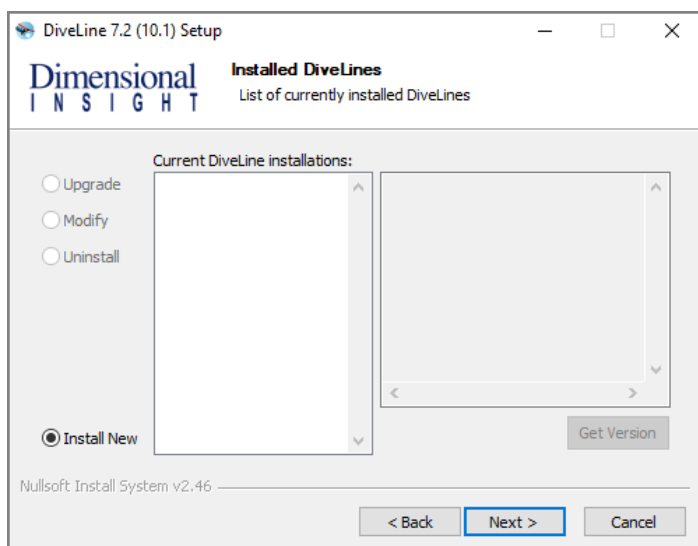 DiveLine 7.2 (10.1) Setup
Dimensional
INSIGHT
Installed DiveLines
List of currently installed DiveLines
Current DiveLine installations:
Upgrade
Modify
Uninstall
Install New
Get Version
Nullsoft Install System v2.46
< Back
Next >
Cancel